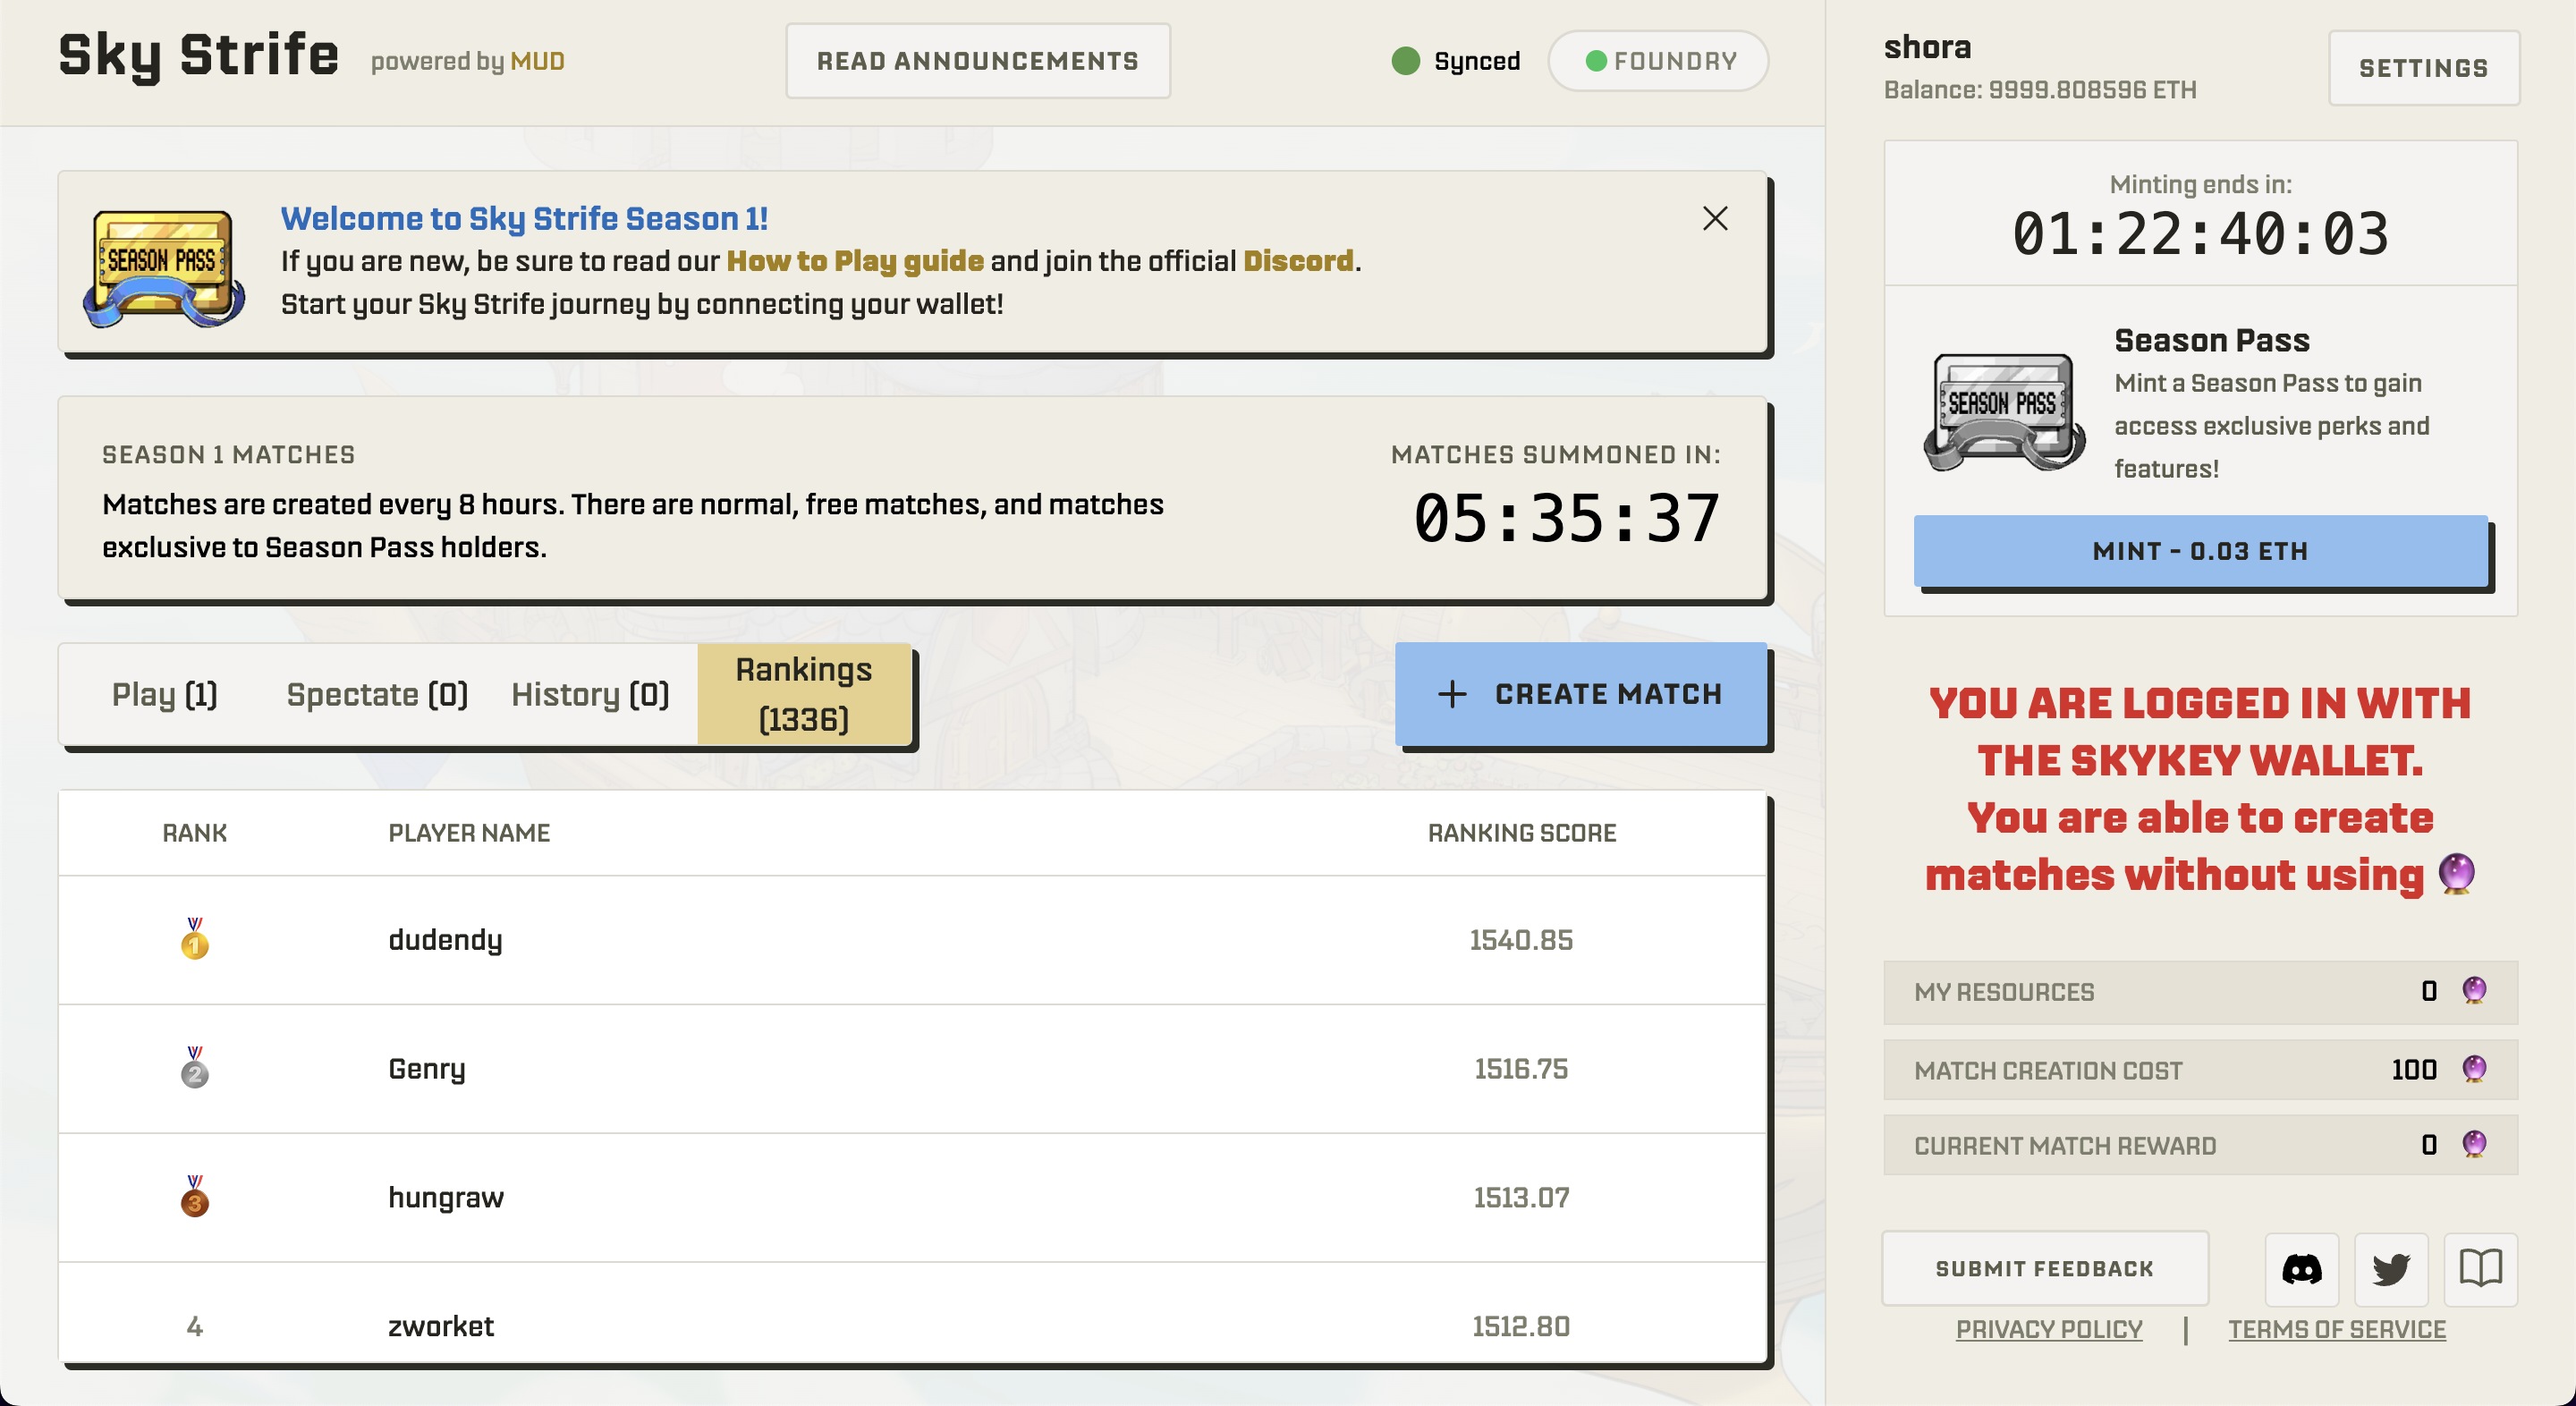 Sky Strife
powered by MUD
READ ANNOUNCEMENTS
Synced
FOUNDRY
SEASON PASS
Welcome to Sky Strife Season 1!
If you are new, be sure to read our How to Play guide and join the official Discord.
Start your Sky Strife journey by connecting your wallet!
SEASON 1 MATCHES
Matches are created every 8 hours. There are normal, free matches, and matches
exclusive to Season Pass holders.
MATCHES SUMMONED IN:
05:35:37
Play (1)
Spectate (0)
History (0)
Rankings
(1336)
+ CREATE MATCH
RANK PLAYER NAME RANKING SCORE
1 dudendy 1540.85
2 Genry 1516.75
3 hungraw 1513.07
4 zworket 1512.80
shora
Balance: 9999.808596 ETH
SETTINGS
Minting ends in:
01:22:40:03
SEASON PASS
Season Pass
Mint a Season Pass to gain
access exclusive perks and
features!
MINT - 0.03 ETH
YOU ARE LOGGED IN WITH
THE SKYKEY WALLET.
You are able to create
matches without using 🔮
MY RESOURCES 0 🔮
MATCH CREATION COST 100 🔮
CURRENT MATCH REWARD 0 🔮
SUBMIT FEEDBACK
PRIVACY POLICY | TERMS OF SERVICE